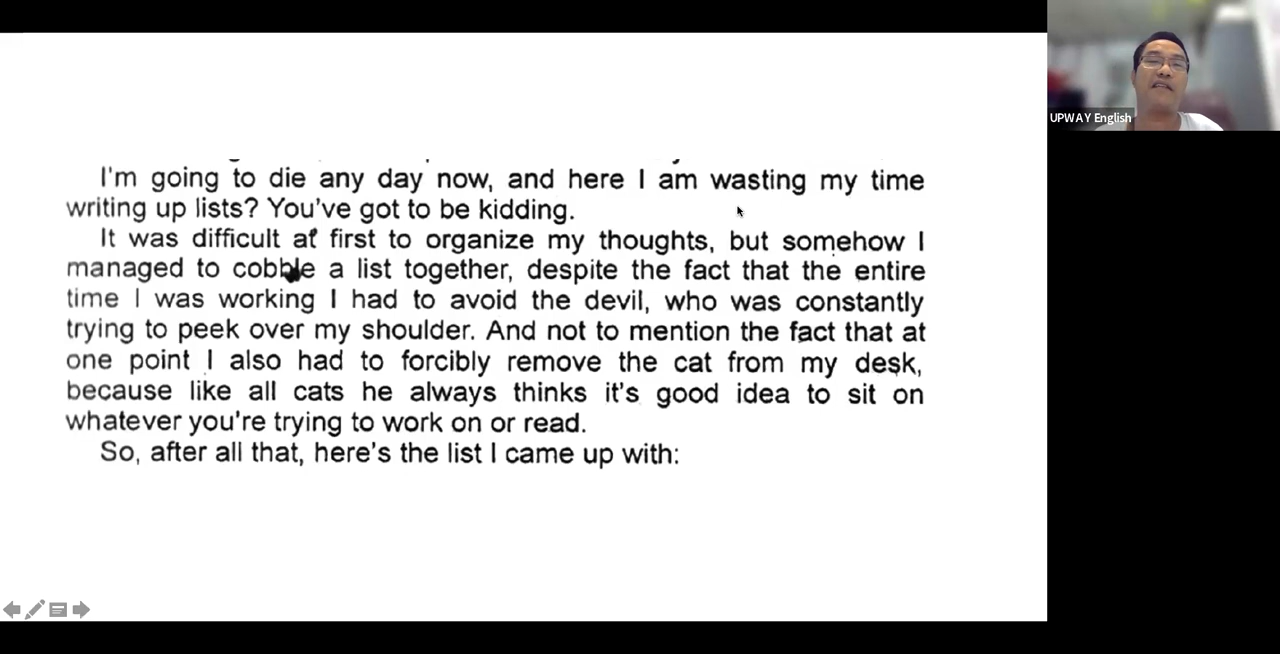 I'm going to die any day now, and here I am wasting my time
writing up lists? You've got to be kidding.
It was difficult at first to organize my thoughts, but somehow I
managed to cobble a list together, despite the fact that the entire
time I was working I had to avoid the devil, who was constantly
trying to peek over my shoulder. And not to mention the fact that at
one point I also had to forcibly remove the cat from my desk,
because like all cats he always thinks it's good idea to sit on
whatever you're trying to work on or read.
So, after all that, here's the list I came up with:
UPWAY English